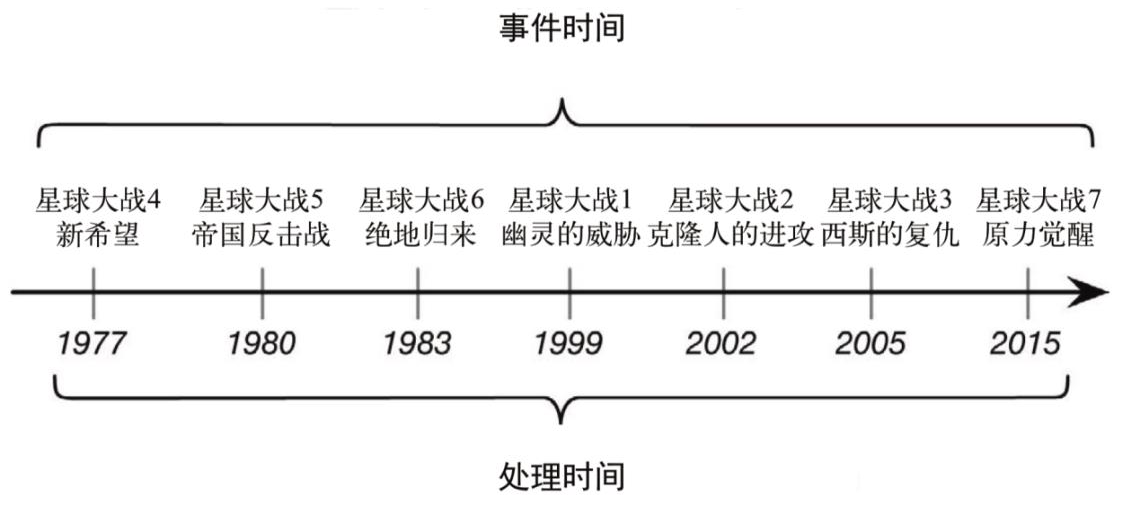 事件时间
星球大战4 星球大战5 星球大战6 星球大战1 星球大战2 星球大战3 星球大战7
新希望 帝国反击战 绝地归来 幽灵的威胁 克隆人的进攻 西斯的复仇 原力觉醒
1977 1980 1983 1999 2002 2005 2015
处理时间